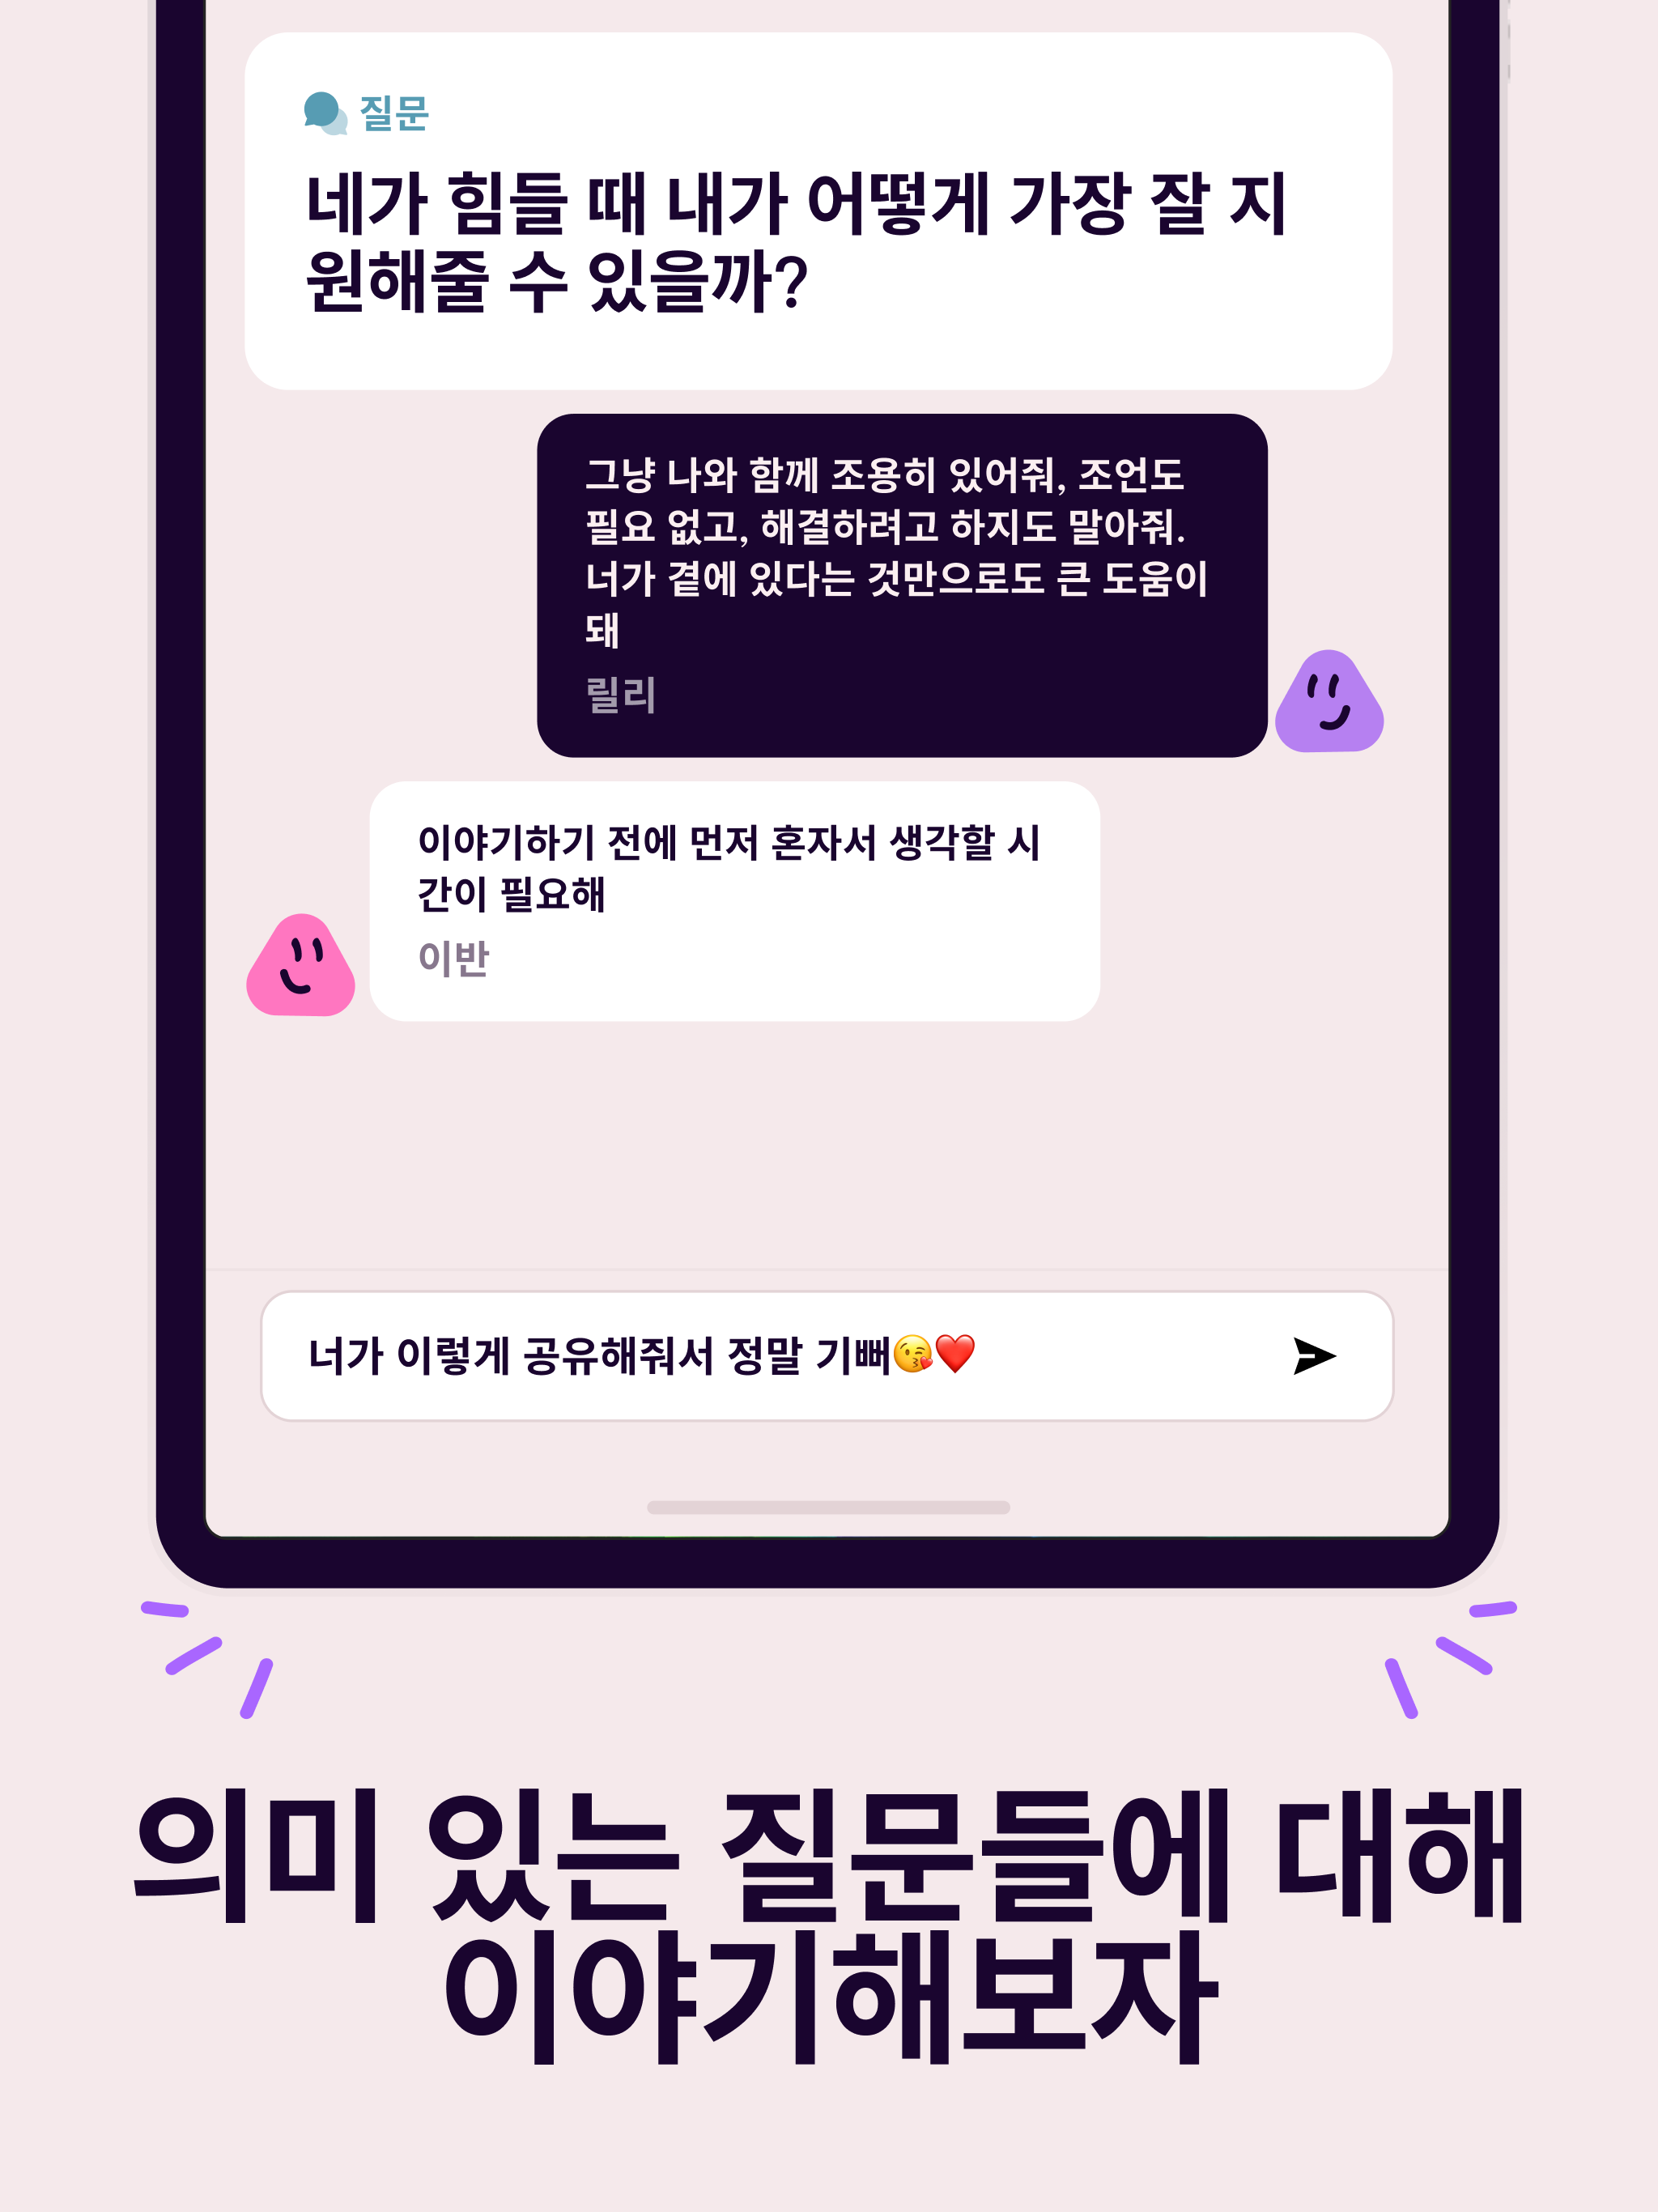 질문
네가 힘들 때 내가 어떻게 가장 잘 지
원해줄 수 있을까?
그냥 나와 함께 조용히 있어줘, 조언도
필요 없고, 해결하려고 하지도 말아줘.
너가 곁에 있다는 것만으로도 큰 도움이
돼
릴리
이야기하기 전에 먼저 혼자서 생각할 시
간이 필요해
이반
너가 이렇게 공유해줘서 정말 기뻐😘❤️
의미 있는 질문들에 대해
이야기해보자